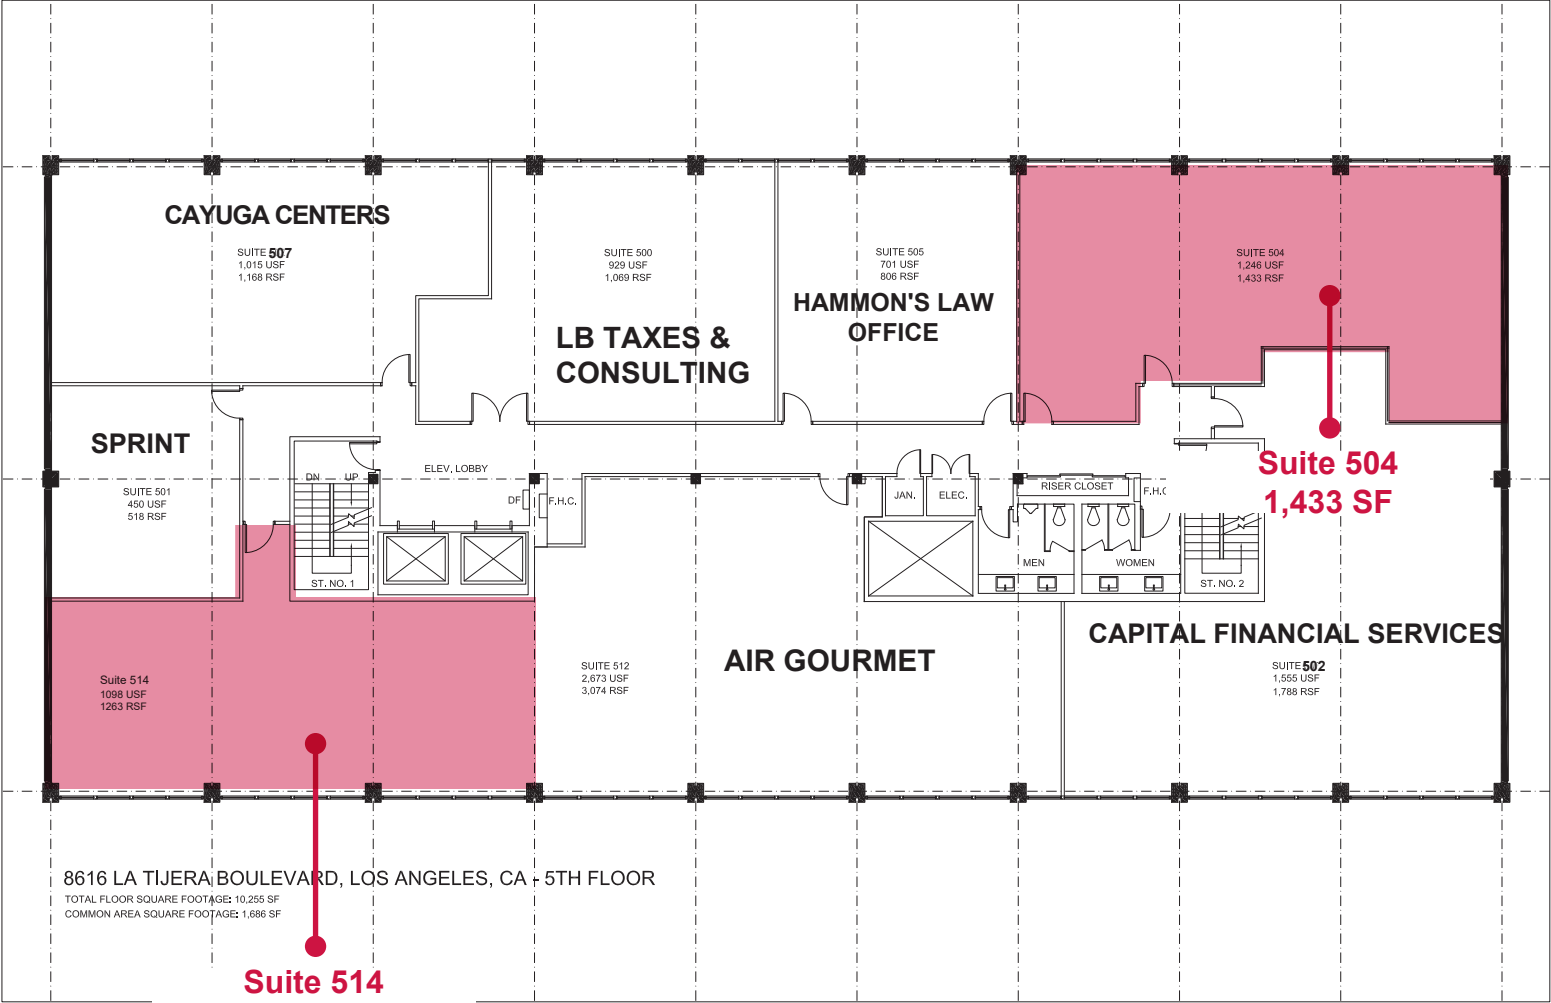 CAYUGA CENTERS
SUITE 507
1,015 USF
1,168 RSF
SUITE 500
929 USF
1,069 RSF
LB TAXES &
CONSULTING
SUITE 505
701 USF
806 RSF
HAMMON'S LAW
OFFICE
SUITE 504
1,246 USF
1,433 RSF
Suite 504
1,433 SF
SPRINT
SUITE 501
450 USF
518 RSF
DN UP
ST. NO. 1
ELEV. LOBBY
DF
F.H.C.
JAN.
ELEC.
RISER CLOSET
F.H.C
MEN
WOMEN
ST. NO. 2
Suite 514
1098 USF
1263 RSF
SUITE 512
2,673 USF
3,074 RSF
AIR GOURMET
CAPITAL FINANCIAL SERVICES
SUITE 502
1,555 USF
1,788 RSF
8616 LA TIJERA BOULEVARD, LOS ANGELES, CA - 5TH FLOOR
TOTAL FLOOR SQUARE FOOTAGE: 10,255 SF
COMMON AREA SQUARE FOOTAGE: 1,686 SF
Suite 514